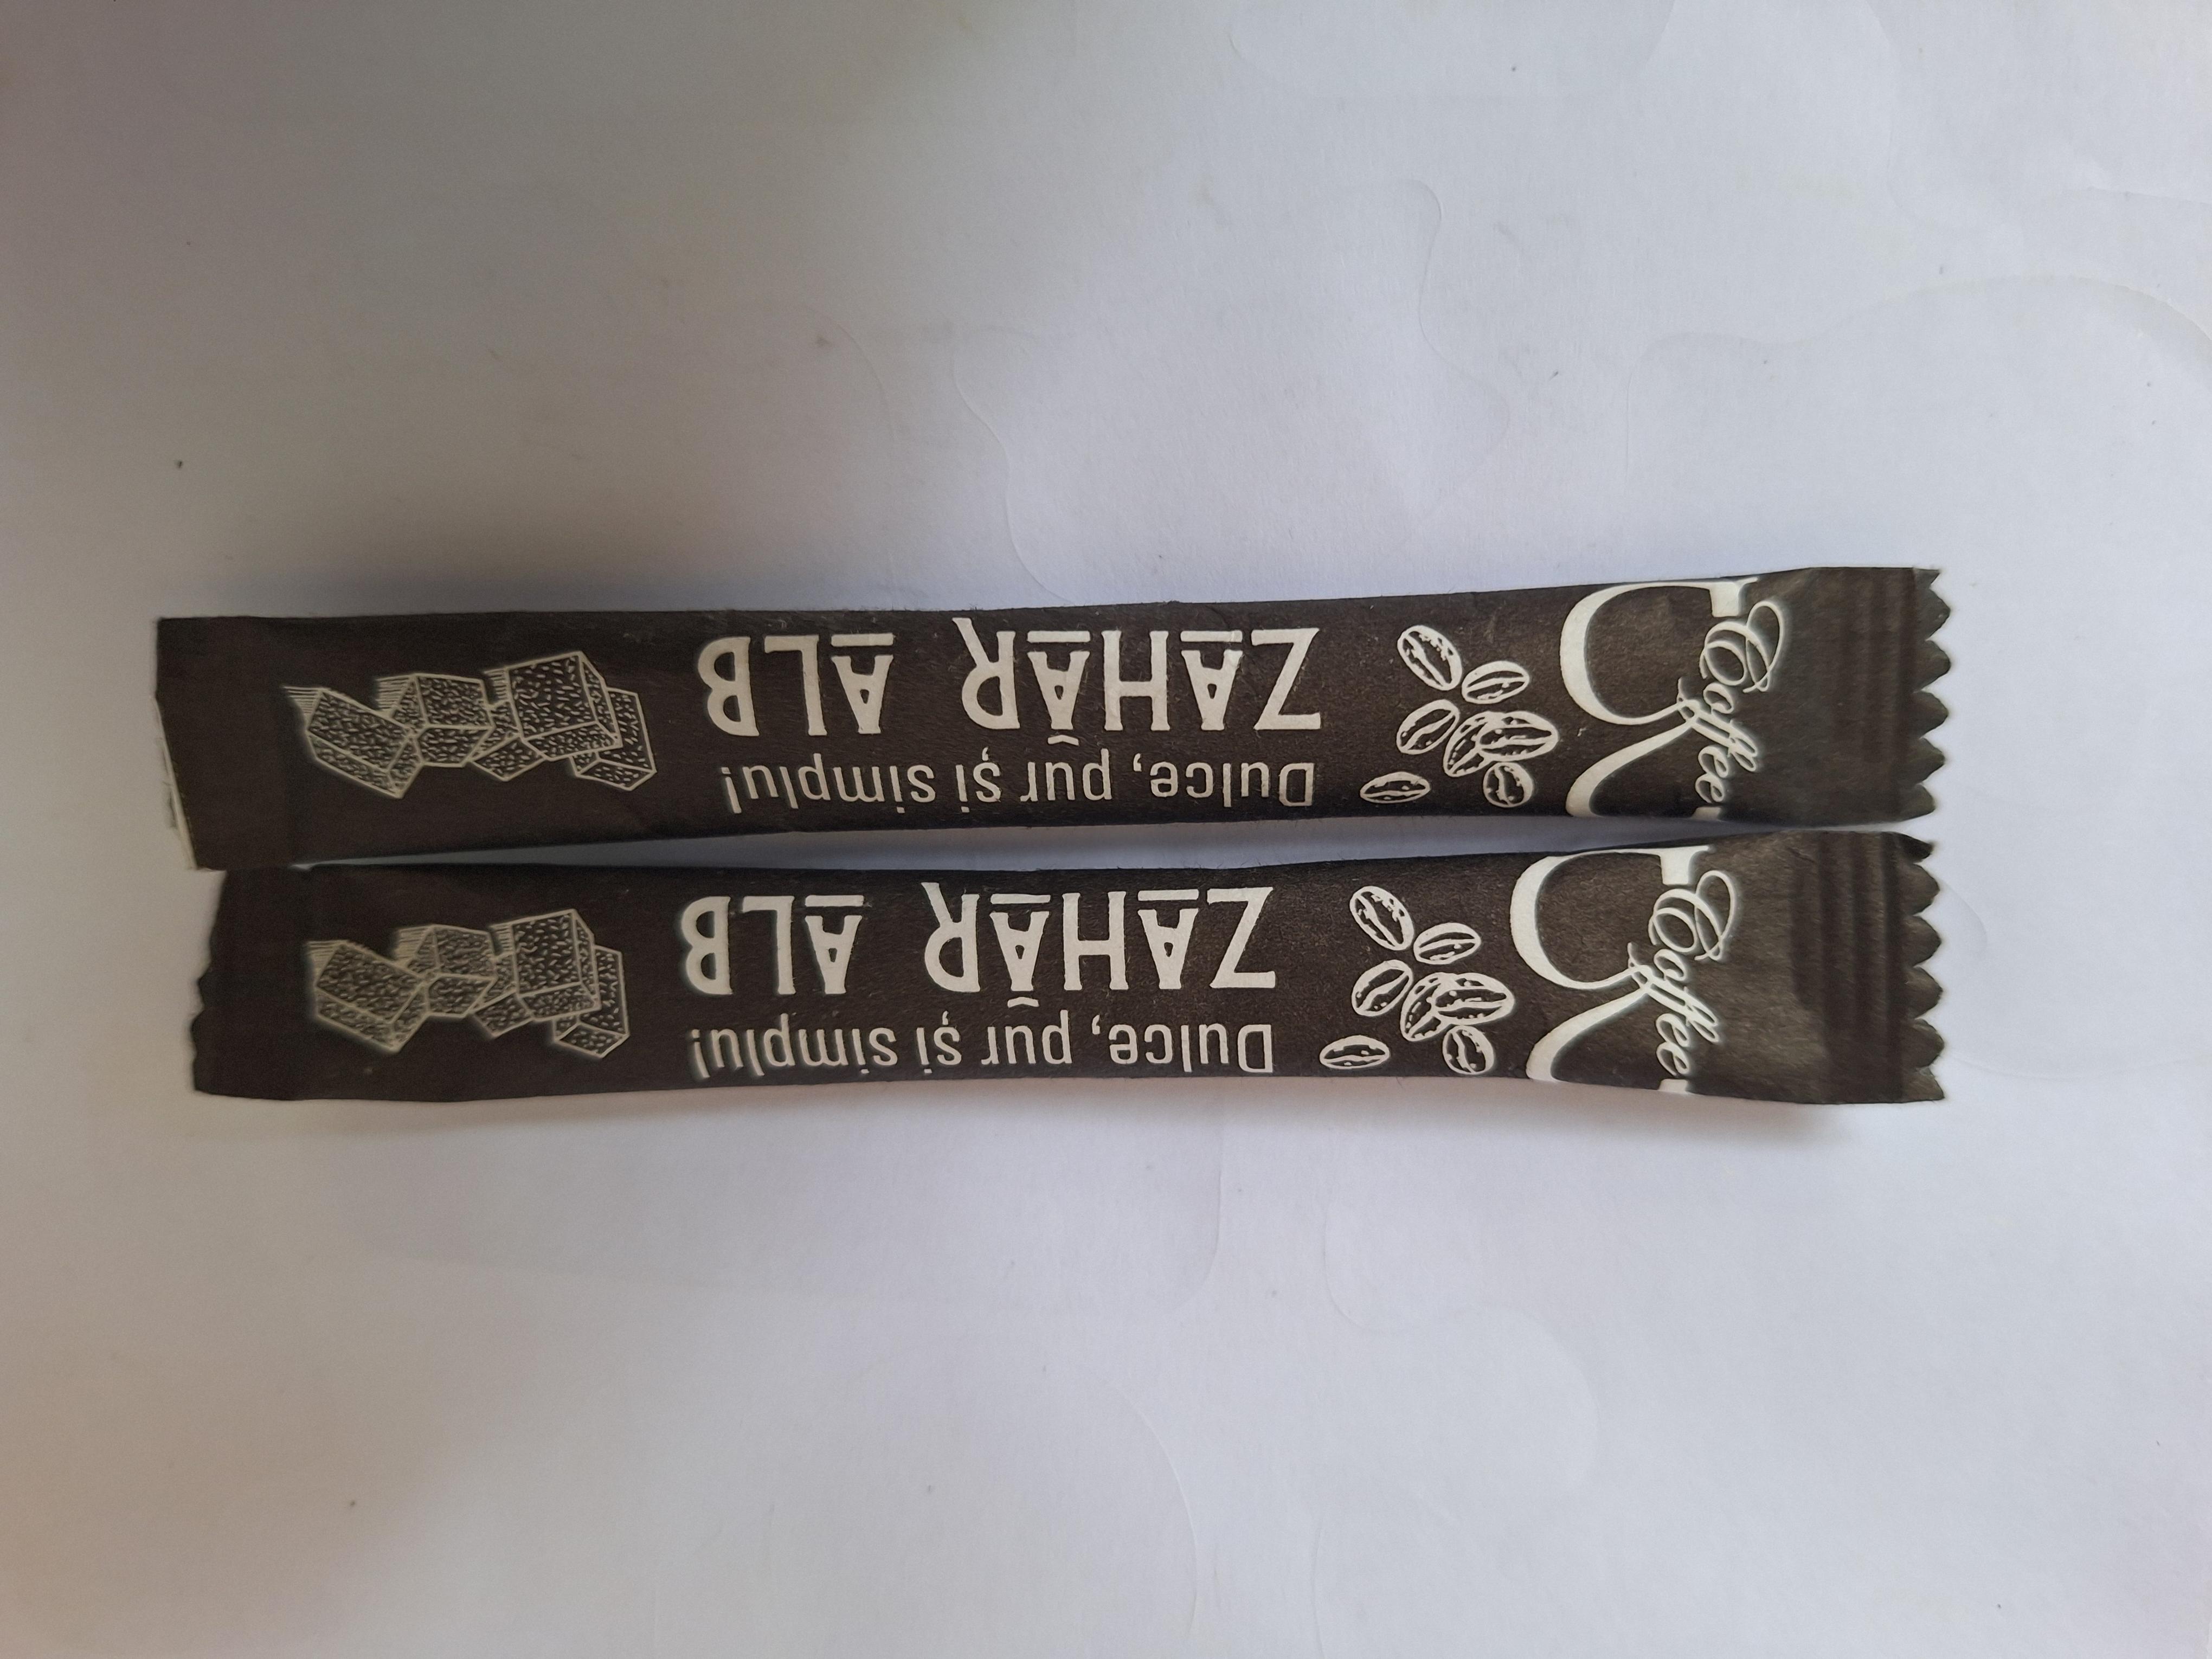 Dulce, pur și simplu!
ZAHĂR ALB
Coffee
Dulce, pur și simplu!
ZAHĂR ALB
Coffee